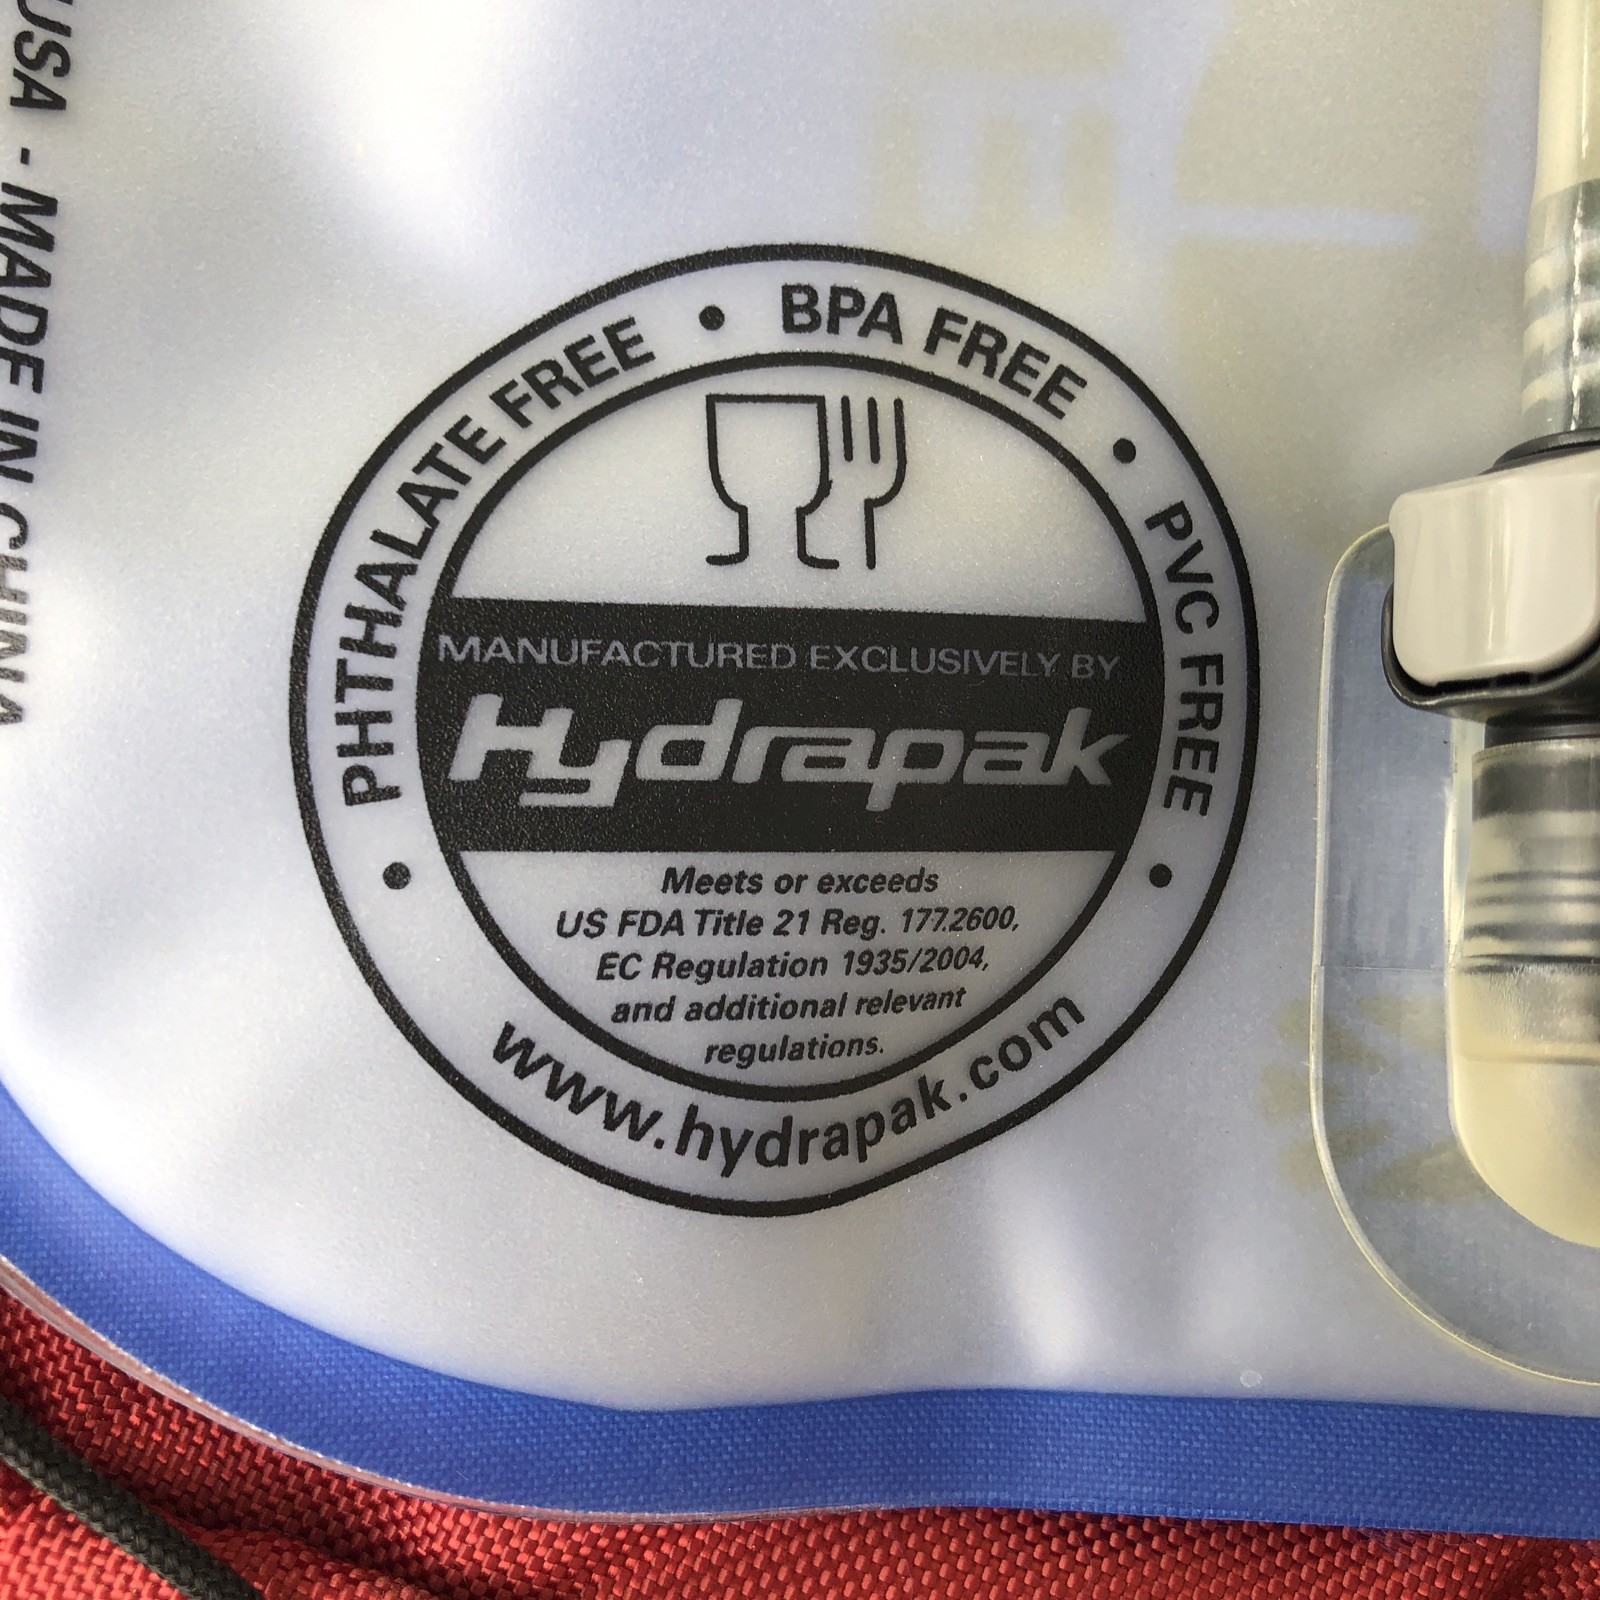 USA - MADE IN CHINA
PHTHALATE FREE • BPA FREE • PVC FREE •
MANUFACTURED EXCLUSIVELY BY
Hydrapak
Meets or exceeds
US FDA Title 21 Reg. 177.2600,
EC Regulation 1935/2004,
and additional relevant
regulations.
www.hydrapak.com